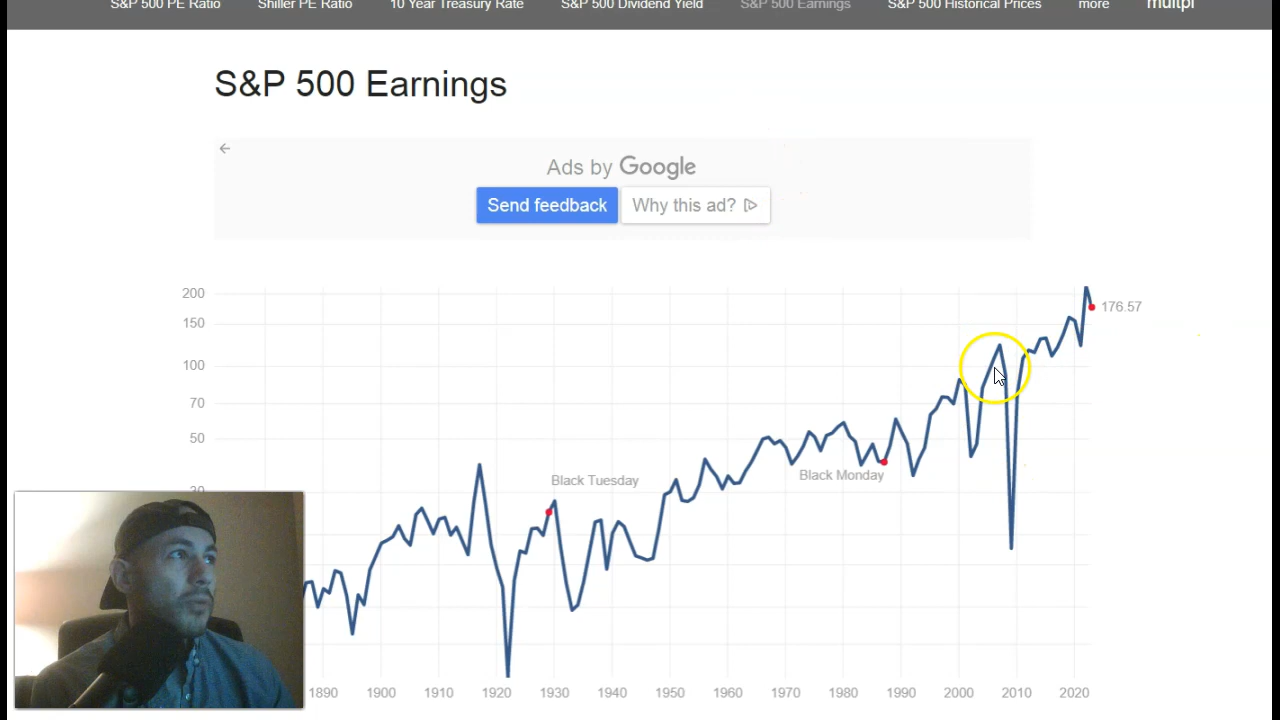 S&P 500 PE Ratio Shiller PE Ratio 10 Year Treasury Rate S&P 500 Dividend Yield S&P 500 Earnings S&P 500 Historical Prices more multpl
S&P 500 Earnings
Ads by Google
Send feedback Why this ad?
200
176.57
150
100
70
50
Black Tuesday
Black Monday
30
1890 1900 1910 1920 1930 1940 1950 1960 1970 1980 1990 2000 2010 2020